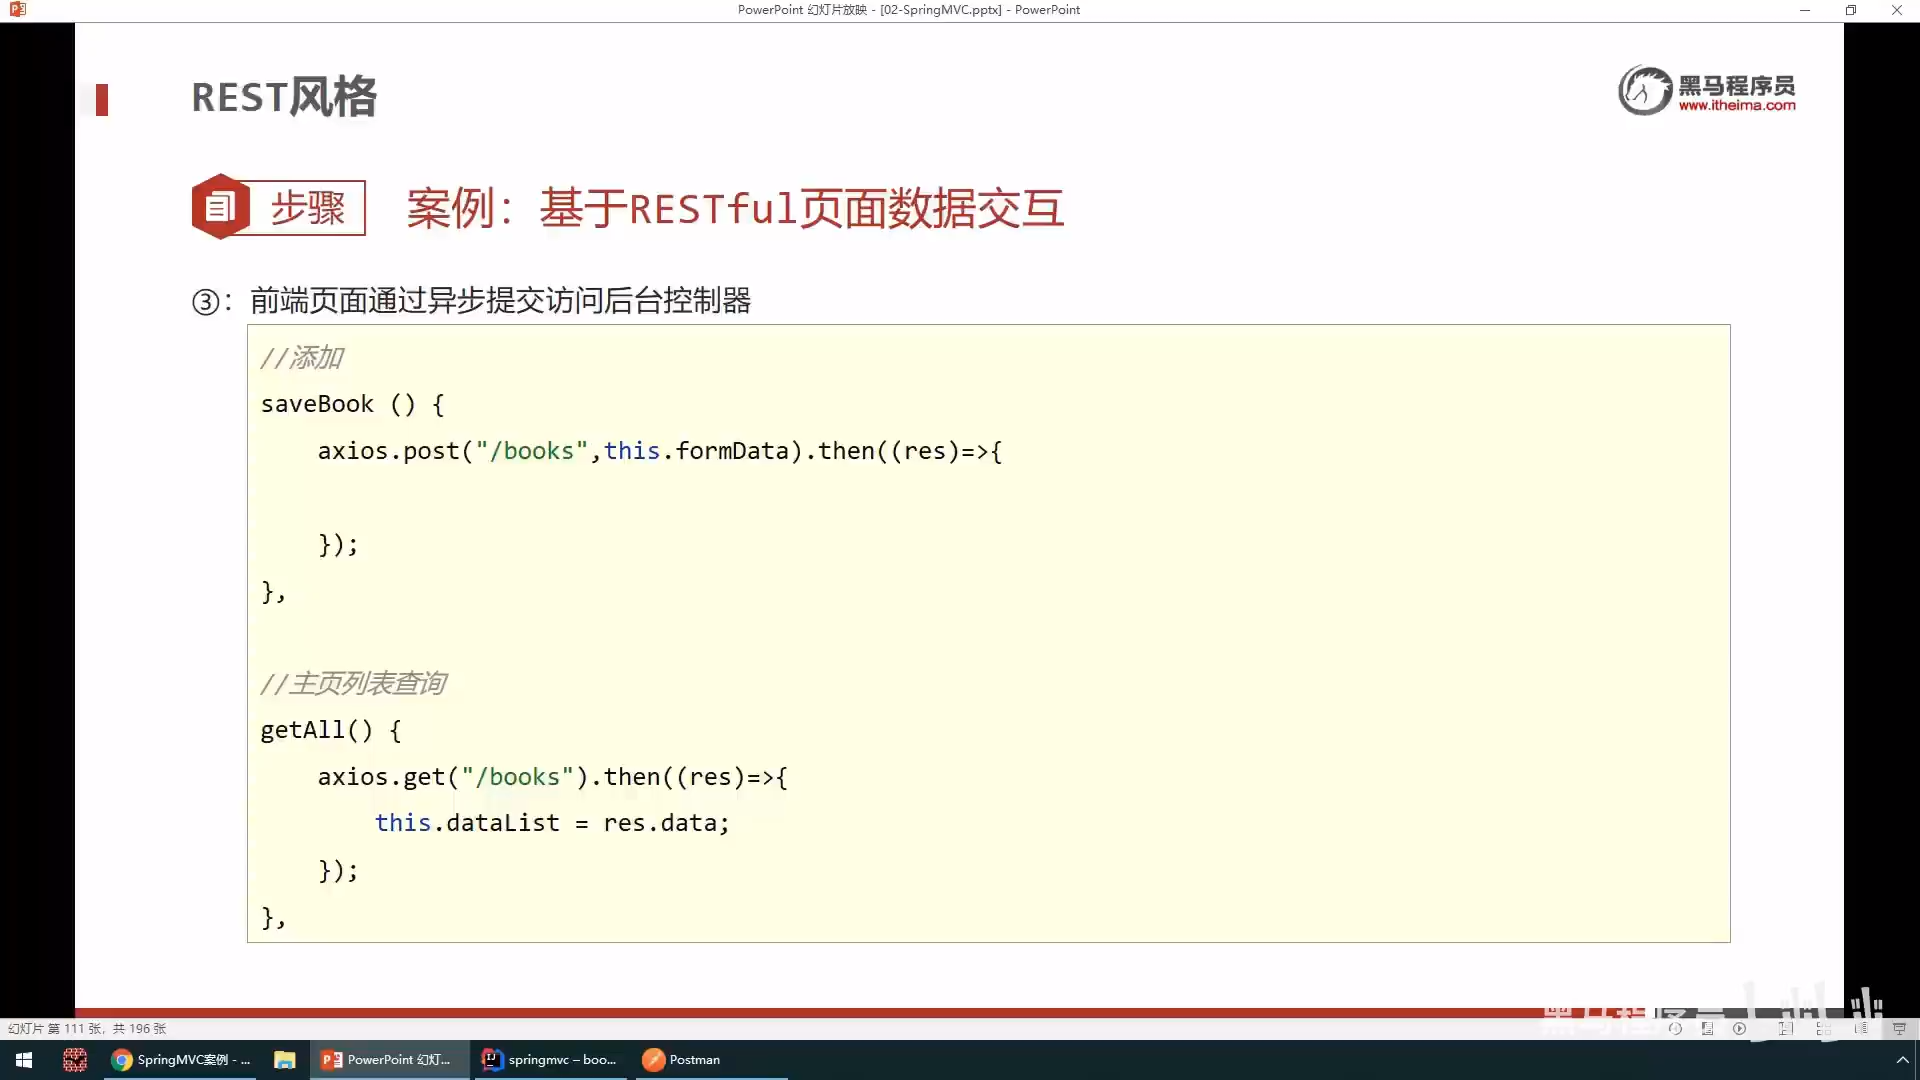 PowerPoint 幻灯片放映 - [02-SpringMVC.pptx] - PowerPoint
REST风格
黑马程序员
www.itheima.com
步骤
案例：基于RESTful页面数据交互
③：前端页面通过异步提交访问后台控制器
//添加
saveBook () {
axios.post("/books",this.formData).then((res)=>{
});
},
//主页列表查询
getAll() {
axios.get("/books").then((res)=>{
this.dataList = res.data;
});
},
幻灯片 第 111 张，共 196 张
SpringMVC案例 - ...
PowerPoint 幻灯...
springmvc – boo...
Postman